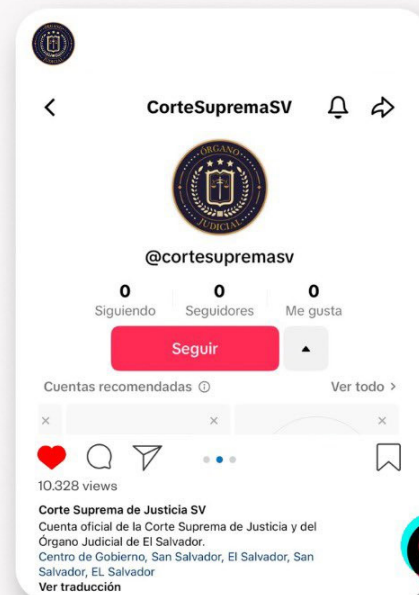 CorteSupremaSV
ÓRGANO
JUDICIAL
@cortesupremasv
0 0 0
Siguiendo Seguidores Me gusta
Seguir
Cuentas recomendadas Ver todo >
10.328 views
Corte Suprema de Justicia SV
Cuenta oficial de la Corte Suprema de Justicia y del
Órgano Judicial de El Salvador.
Centro de Gobierno, San Salvador, El Salvador, San
Salvador, EL Salvador
Ver traducción